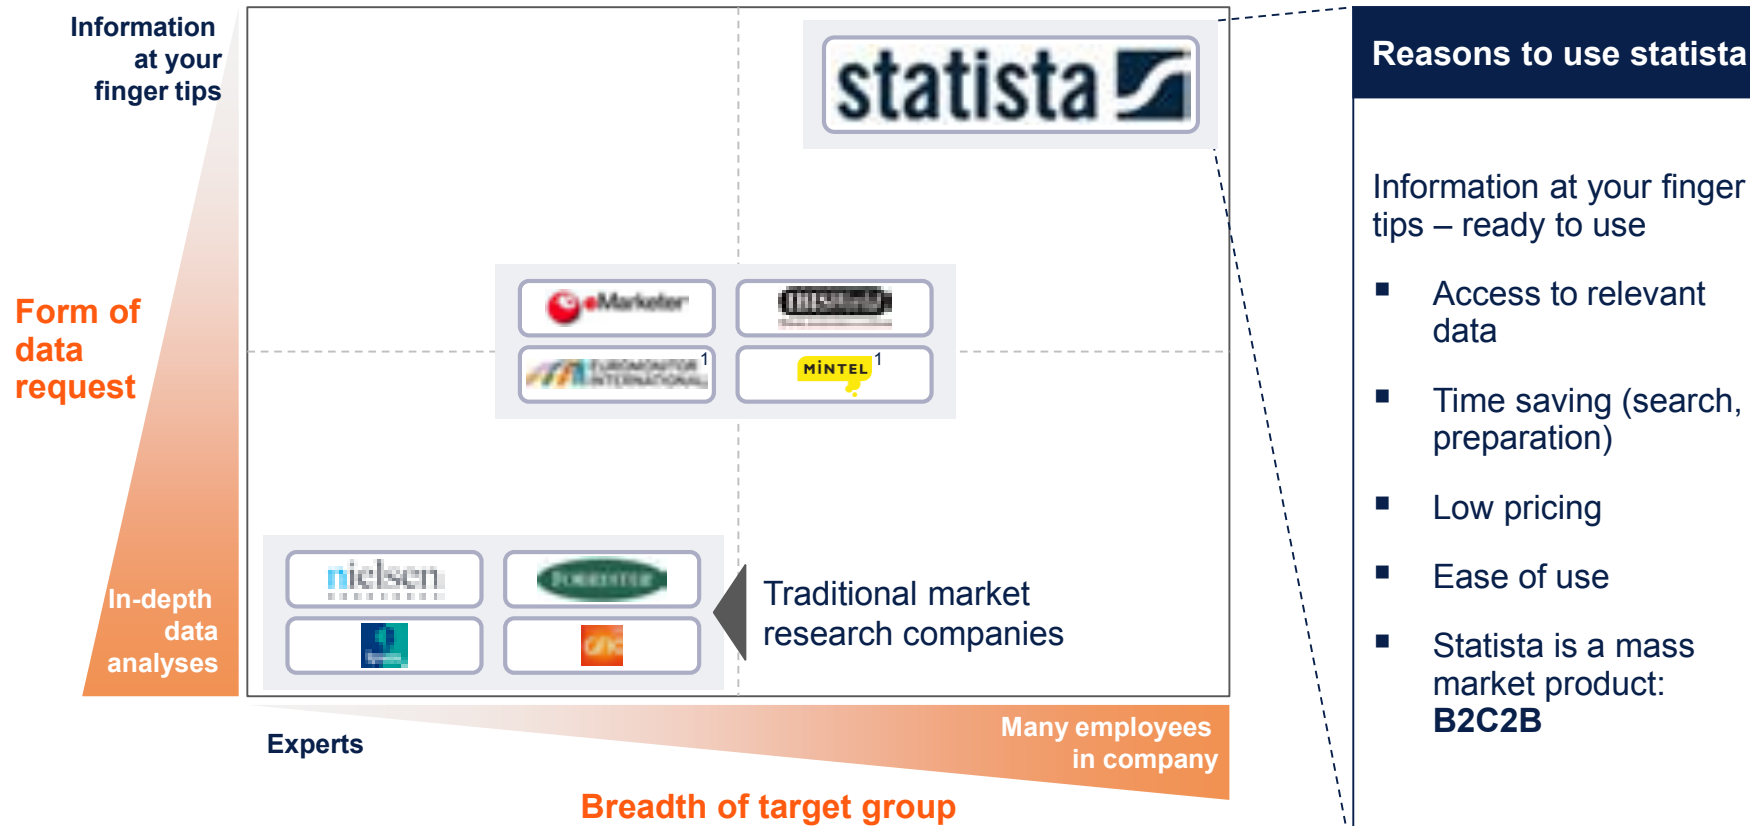 Information
at your
finger tips
Form of
data
request
In-depth
data
analyses
statista
eMarketer
IBISWorld
EUROMONITOR
INTERNATIONAL
1
MiNTEL
1
nielsen
FORRESTER
Ipsos
GfK
Traditional market
research companies
Experts
Many employees
in company
Breadth of target group
Reasons to use statista
Information at your finger
tips – ready to use
▪ Access to relevant
data
▪ Time saving (search,
preparation)
▪ Low pricing
▪ Ease of use
▪ Statista is a mass
market product:
B2C2B